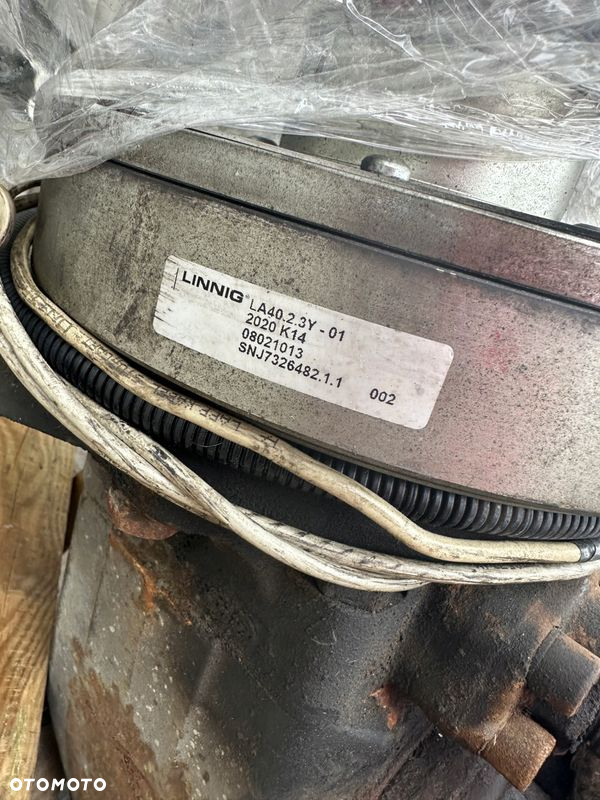 LINNIG® LA40.2.3Y - 01
2020 K14
08021013
SNJ7326482.1.1 002
OTOMOTO